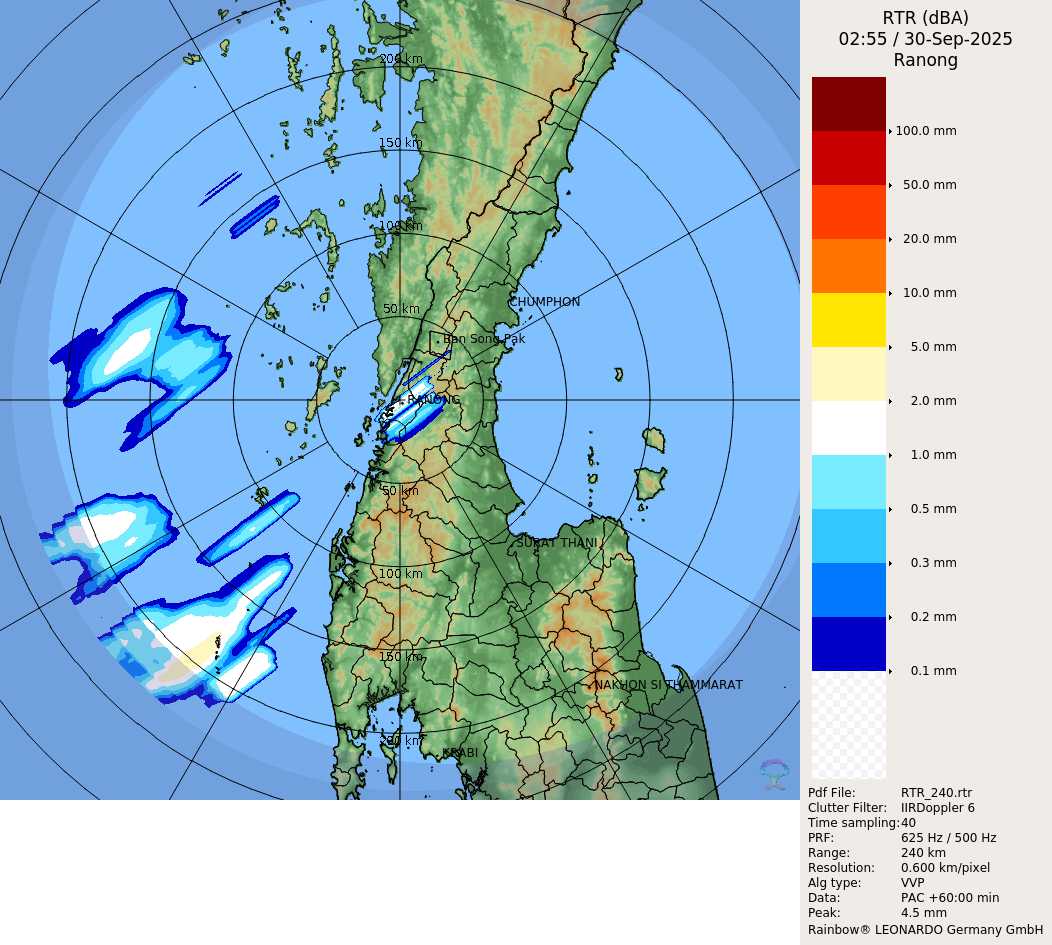 200 km
150 km
100 km
50 km
CHUMPHON
Ban Song Pak
RANONG
50 km
SURAT THANI
100 km
150 km
NAKHON SI THAMMARAT
200 km
KRABI
RTR (dBA)
02:55 / 30-Sep-2025
Ranong
100.0 mm
50.0 mm
20.0 mm
10.0 mm
5.0 mm
2.0 mm
1.0 mm
0.5 mm
0.3 mm
0.2 mm
0.1 mm
Pdf File: RTR_240.rtr
Clutter Filter: IIRDoppler 6
Time sampling:40
PRF: 625 Hz / 500 Hz
Range: 240 km
Resolution: 0.600 km/pixel
Alg type: VVP
Data: PAC +60:00 min
Peak: 4.5 mm
Rainbow® LEONARDO Germany GmbH